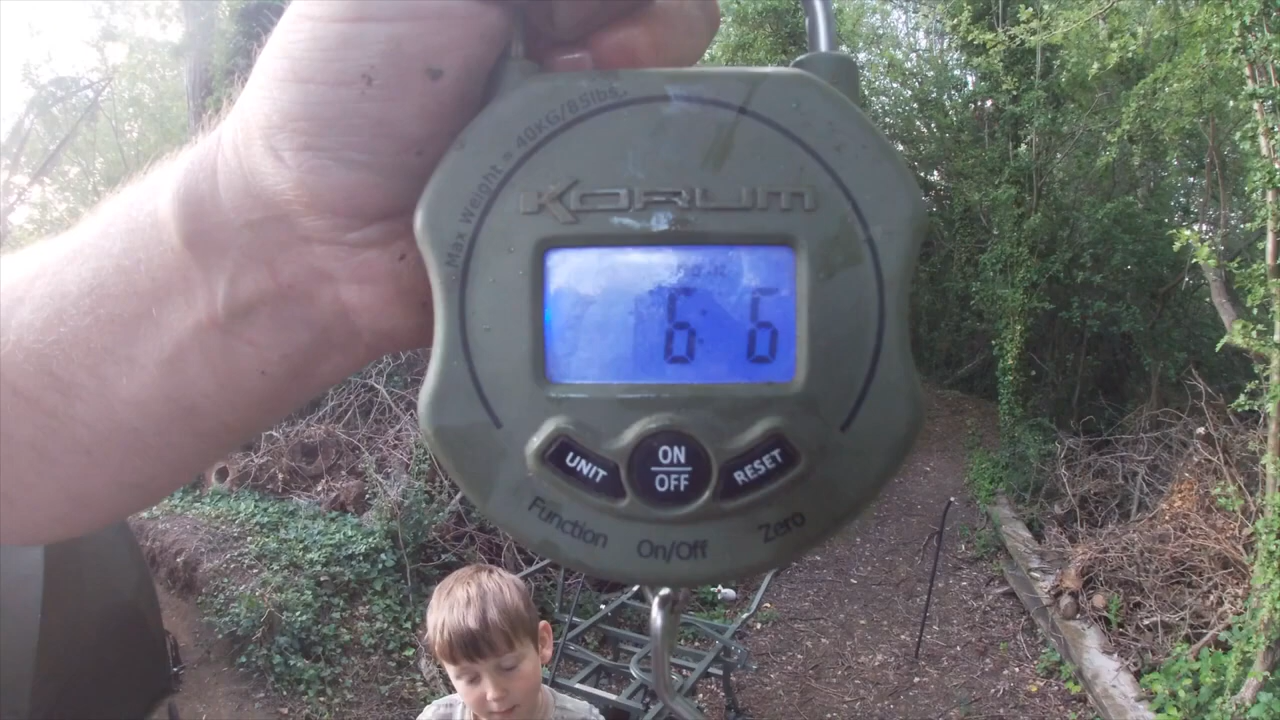 Max Weight = 40KG/85lbs.
KORUM
6: 6
UNIT
ON
OFF
RESET
Function
On/Off
Zero